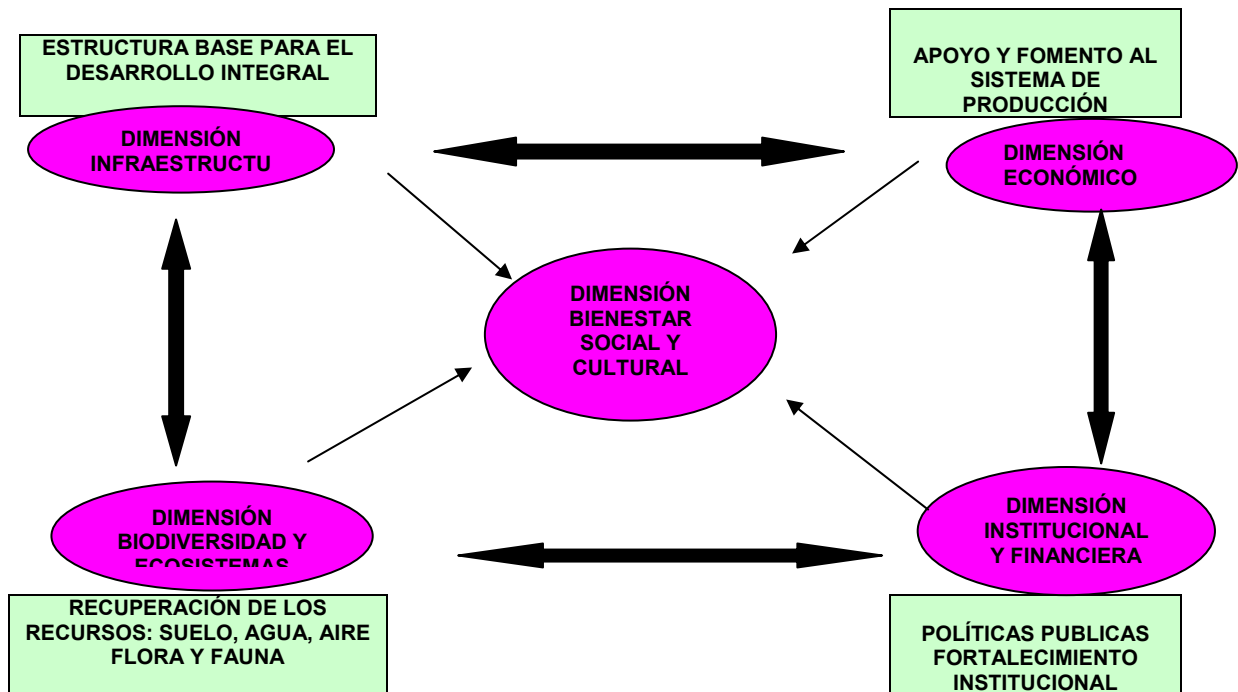 ESTRUCTURA BASE PARA EL
DESARROLLO INTEGRAL
DIMENSIÓN
INFRAESTRUCTU
APOYO Y FOMENTO AL
SISTEMA DE
PRODUCCIÓN
DIMENSIÓN
ECONÓMICO
DIMENSIÓN
BIENESTAR
SOCIAL Y
CULTURAL
DIMENSIÓN
BIODIVERSIDAD Y
ECOSISTEMAS
RECUPERACIÓN DE LOS
RECURSOS: SUELO, AGUA, AIRE
FLORA Y FAUNA
DIMENSIÓN
INSTITUCIONAL
Y FINANCIERA
POLÍTICAS PUBLICAS
FORTALECIMIENTO
INSTITUCIONAL